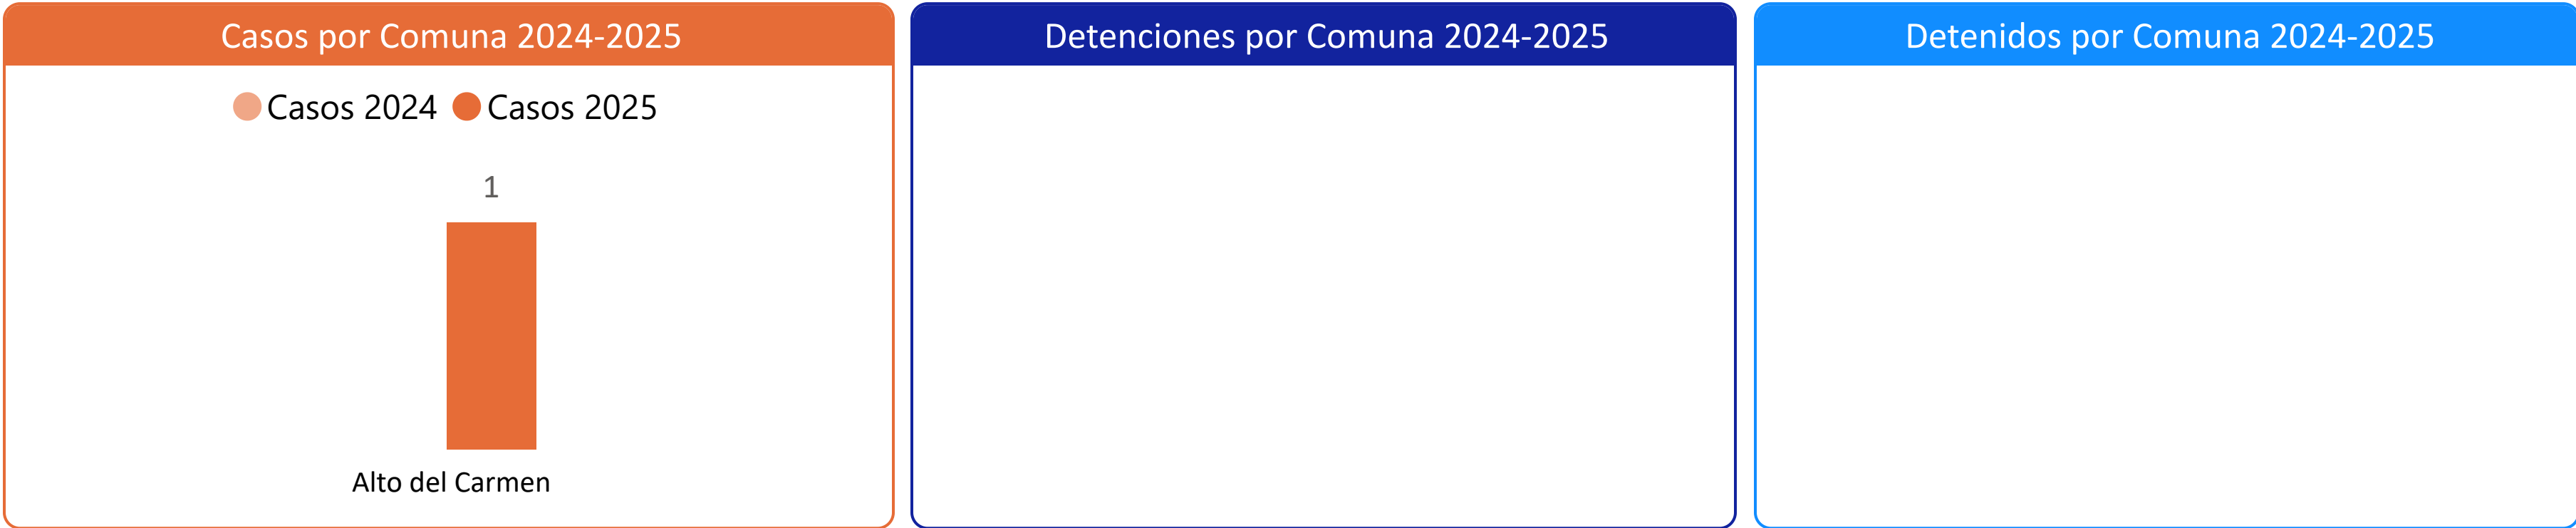 Casos por Comuna 2024-2025
Casos 2024 Casos 2025
1
Alto del Carmen
Detenciones por Comuna 2024-2025
Detenidos por Comuna 2024-2025